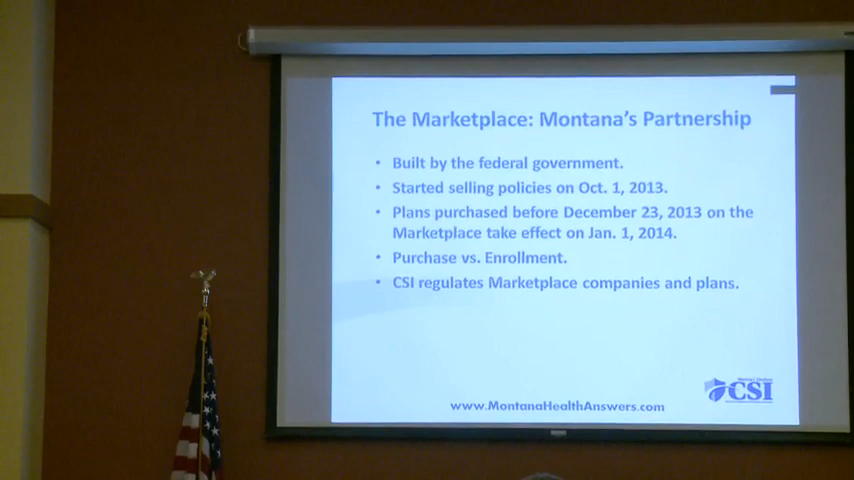 The Marketplace: Montana's Partnership
• Built by the federal government.
• Started selling policies on Oct. 1, 2013.
• Plans purchased before December 23, 2013 on the
Marketplace take effect on Jan. 1, 2014.
• Purchase vs. Enrollment.
• CSI regulates Marketplace companies and plans.
CSI
www.MontanaHealthAnswers.com